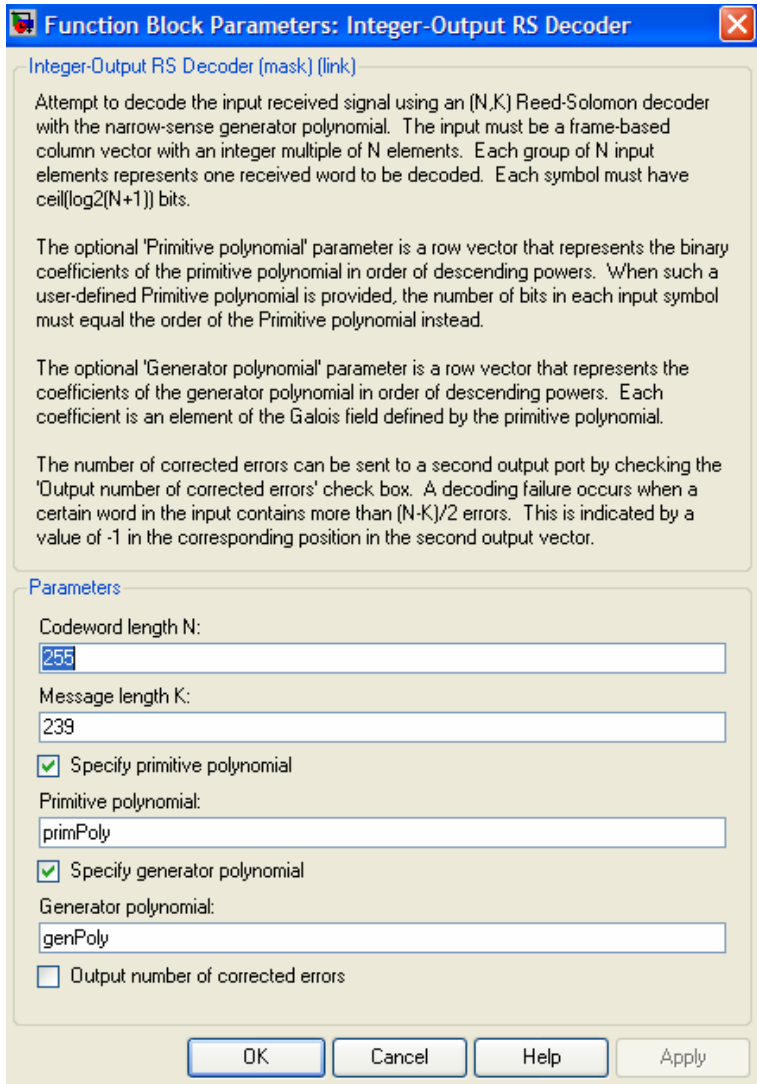 Function Block Parameters: Integer-Output RS Decoder
Integer-Output RS Decoder (mask) (link)
Attempt to decode the input received signal using an (N,K) Reed-Solomon decoder
with the narrow-sense generator polynomial.  The input must be a frame-based
column vector with an integer multiple of N elements.  Each group of N input
elements represents one received word to be decoded.  Each symbol must have
ceil(log2(N+1)) bits.
The optional 'Primitive polynomial' parameter is a row vector that represents the binary
coefficients of the primitive polynomial in order of descending powers.  When such a
user-defined Primitive polynomial is provided, the number of bits in each input symbol
must equal the order of the Primitive polynomial instead.
The optional 'Generator polynomial' parameter is a row vector that represents the
coefficients of the generator polynomial in order of descending powers.  Each
coefficient is an element of the Galois field defined by the primitive polynomial.
The number of corrected errors can be sent to a second output port by checking the
'Output number of corrected errors' check box.  A decoding failure occurs when a
certain word in the input contains more than (N-K)/2 errors.  This is indicated by a
value of -1 in the corresponding position in the second output vector.
Parameters
Codeword length N:
255
Message length K:
239
Specify primitive polynomial
Primitive polynomial:
primPoly
Specify generator polynomial
Generator polynomial:
genPoly
Output number of corrected errors
OK
Cancel
Help
Apply